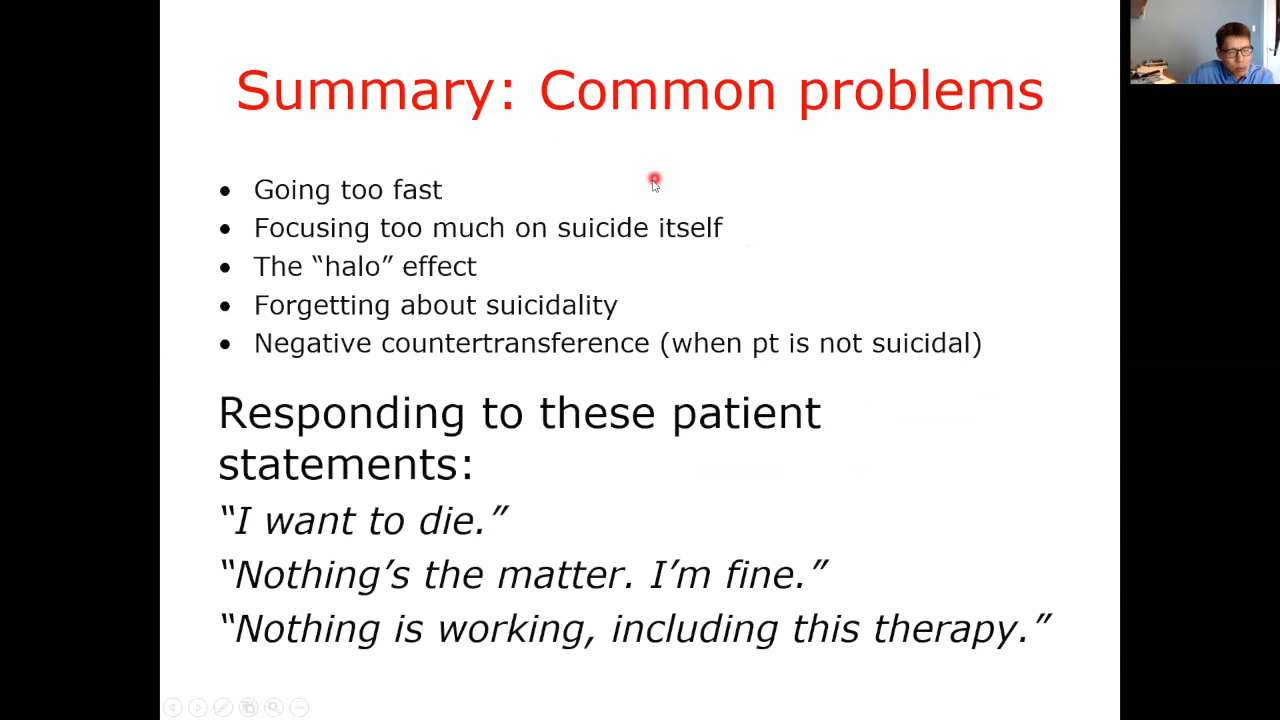 Summary: Common problems
• Going too fast
• Focusing too much on suicide itself
• The “halo” effect
• Forgetting about suicidality
• Negative countertransference (when pt is not suicidal)
Responding to these patient
statements:
“I want to die.”
“Nothing’s the matter. I’m fine.”
“Nothing is working, including this therapy.”